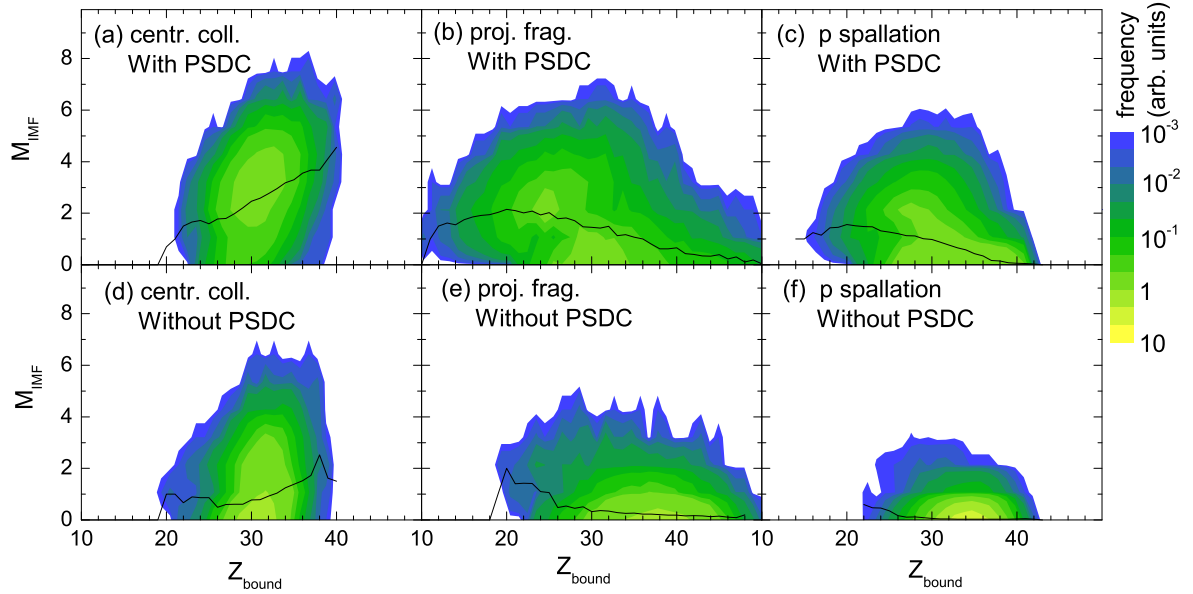 (a) centr. coll.
With PSDC
(b) proj. frag.
With PSDC
(c) p spallation
With PSDC
frequency
(arb. units)
10-3
10-2
10-1
1
10
8
6
4
2
0
M_IMF
(d) centr. coll.
Without PSDC
(e) proj. frag.
Without PSDC
(f) p spallation
Without PSDC
8
6
4
2
0
M_IMF
10 20 30 40 10 20 30 40 10 20 30 40
Z_bound Z_bound Z_bound